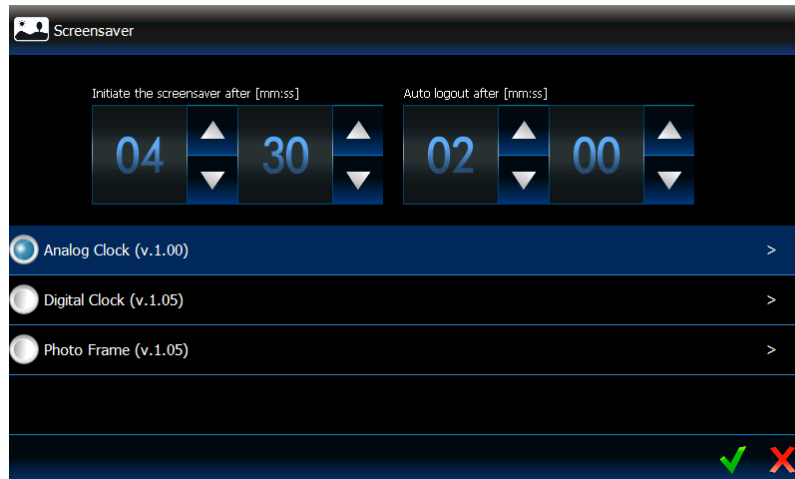 Screensaver
Initiate the screensaver after [mm:ss] Auto logout after [mm:ss]
04 30 02 00
Analog Clock (v.1.00) >
Digital Clock (v.1.05) >
Photo Frame (v.1.05) >